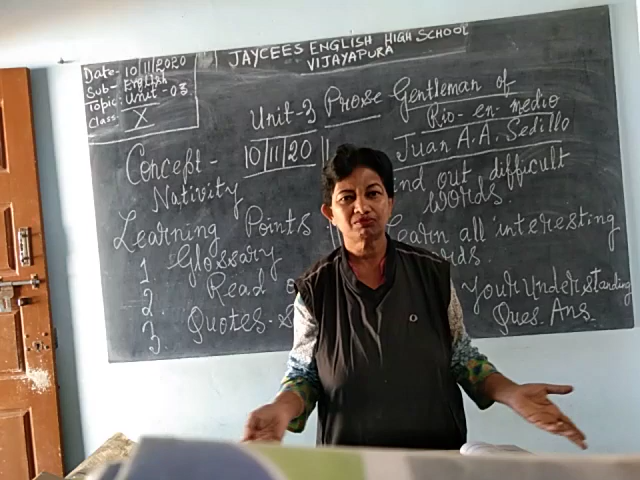 Date- 10/11/2020
Sub- English
Topic: Unit-03
Class- X
JAYCEES ENGLISH HIGH SCHOOL
VIJAYAPURA
Unit-3 Prose Gentleman of
Rio-en-medio
10/11/20 || Juan A.A. Sedillo
Concept-
Nativity
out difficult
words.
Learning Points
Learn all interesting
1. Glossary
2. Read
Your Understanding
3. Quotes-
Ques. Ans.